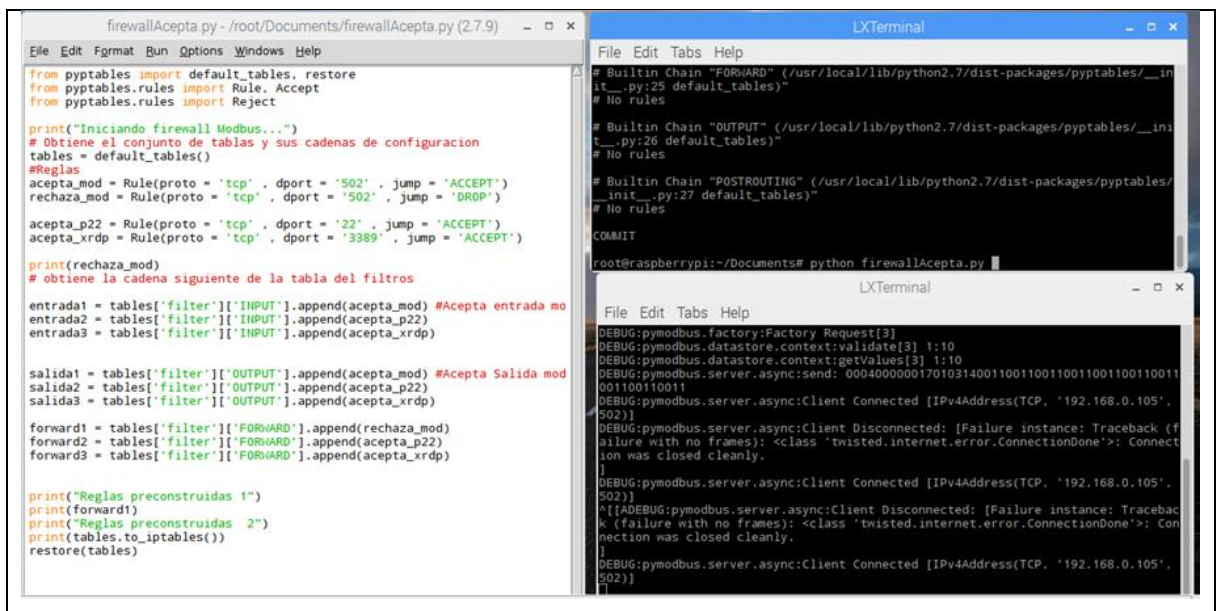 firewallAcepta.py - /root/Documents/firewallAcepta.py (2.7.9)
File Edit Format Run Options Windows Help
from pyptables import default_tables, restore
from pyptables.rules import Rule, Accept
from pyptables.rules import Reject
print("Iniciando firewall Modbus...")
# Obtiene el conjunto de tablas y sus cadenas de configuracion
tables = default_tables()
#Reglas
acepta_mod = Rule(proto = 'tcp' , dport = '502' , jump = 'ACCEPT')
rechaza_mod = Rule(proto = 'tcp' , dport = '502' , jump = 'DROP')
acepta_p22 = Rule(proto = 'tcp' , dport = '22' , jump = 'ACCEPT')
acepta_xrdp = Rule(proto = 'tcp' , dport = '3389' , jump = 'ACCEPT')
print(rechaza_mod)
# obtiene la cadena siguiente de la tabla del filtros
entrada1 = tables['filter']['INPUT'].append(acepta_mod) #Acepta entrada mo
entrada2 = tables['filter']['INPUT'].append(acepta_p22)
entrada3 = tables['filter']['INPUT'].append(acepta_xrdp)
salida1 = tables['filter']['OUTPUT'].append(acepta_mod) #Acepta Salida mod
salida2 = tables['filter']['OUTPUT'].append(acepta_p22)
salida3 = tables['filter']['OUTPUT'].append(acepta_xrdp)
forward1 = tables['filter']['FORWARD'].append(rechaza_mod)
forward2 = tables['filter']['FORWARD'].append(acepta_p22)
forward3 = tables['filter']['FORWARD'].append(acepta_xrdp)
print("Reglas preconstruidas 1")
print(forward1)
print("Reglas preconstruidas  2")
print(tables.to_iptables())
restore(tables)
LXTerminal
File Edit Tabs Help
# Builtin Chain "FORWARD" (/usr/local/lib/python2.7/dist-packages/pyptables/__in
it__.py:25 default_tables)"
# No rules
# Builtin Chain "OUTPUT" (/usr/local/lib/python2.7/dist-packages/pyptables/__ini
t__.py:26 default_tables)"
# No rules
# Builtin Chain "POSTROUTING" (/usr/local/lib/python2.7/dist-packages/pyptables/
__init__.py:27 default_tables)"
# No rules
COMMIT
root@raspberrypi:~/Documents# python firewallAcepta.py
LXTerminal
File Edit Tabs Help
DEBUG:pymodbus.factory:Factory Request[3]
DEBUG:pymodbus.datastore.context:validate[3] 1:10
DEBUG:pymodbus.datastore.context:getValues[3] 1:10
DEBUG:pymodbus.server.async:send: 
DEBUG:pymodbus.server.async:Client Connected [IPv4Address(TCP, '192.168.0.105',
502)]
DEBUG:pymodbus.server.async:Client Disconnected: [Failure instance: Traceback (f
ailure with no frames): <class 'twisted.internet.error.ConnectionDone'>: Connect
ion was closed cleanly.
]
DEBUG:pymodbus.server.async:Client Connected [IPv4Address(TCP, '192.168.0.105',
502)]
^[[ADEBUG:pymodbus.server.async:Client Disconnected: [Failure instance: Tracebac
k (failure with no frames): <class 'twisted.internet.error.ConnectionDone'>: Con
nection was closed cleanly.
]
DEBUG:pymodbus.server.async:Client Connected [IPv4Address(TCP, '192.168.0.105',
502)]